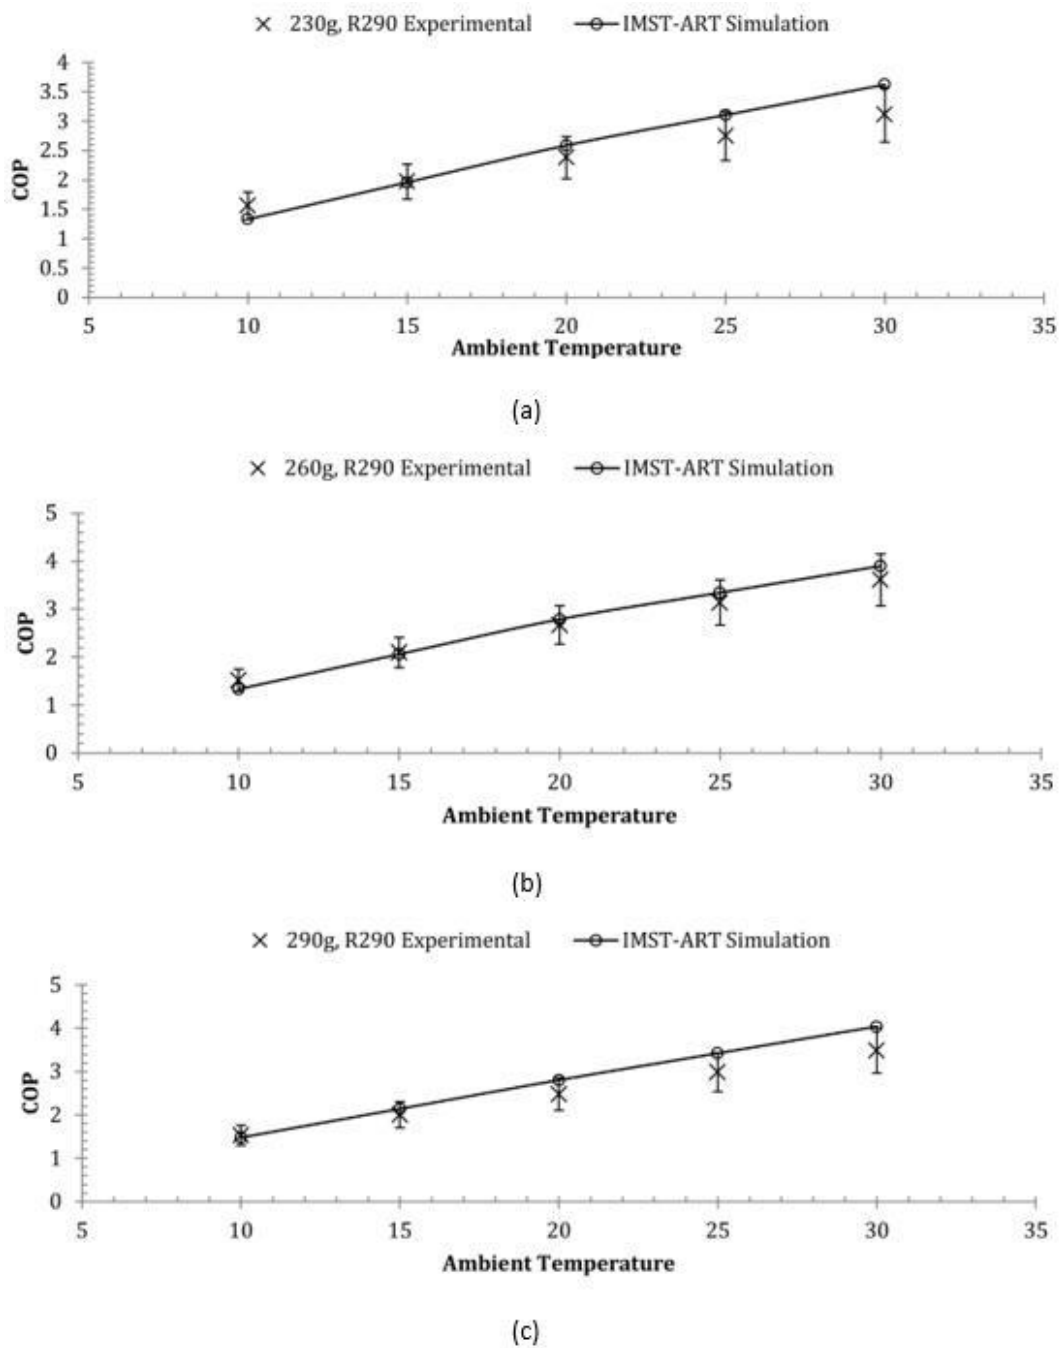 230g, R290 Experimental IMST-ART Simulation
4
3.5
3
2.5
2
1.5
1
0.5
0
COP
5 10 15 20 25 30 35
Ambient Temperature
(a)
260g, R290 Experimental IMST-ART Simulation
5
4
3
2
1
0
COP
5 10 15 20 25 30 35
Ambient Temperature
(b)
290g, R290 Experimental IMST-ART Simulation
5
4
3
2
1
0
COP
5 10 15 20 25 30 35
Ambient Temperature
(c)